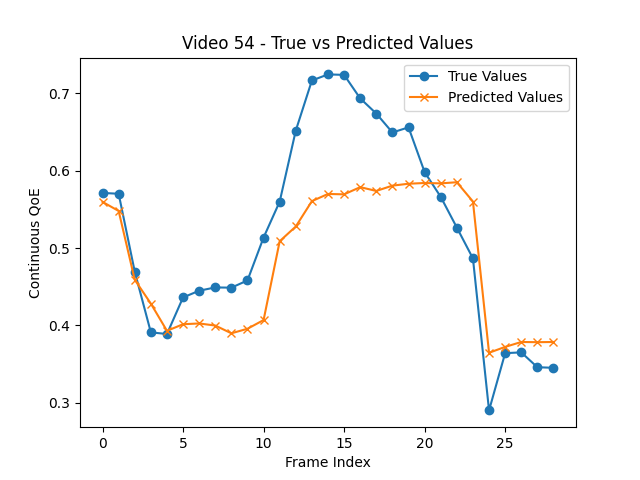 Video 54 - True vs Predicted Values
True Values
Predicted Values
Continuous QoE
0.7
0.6
0.5
0.4
0.3
0 5 10 15 20 25
Frame Index